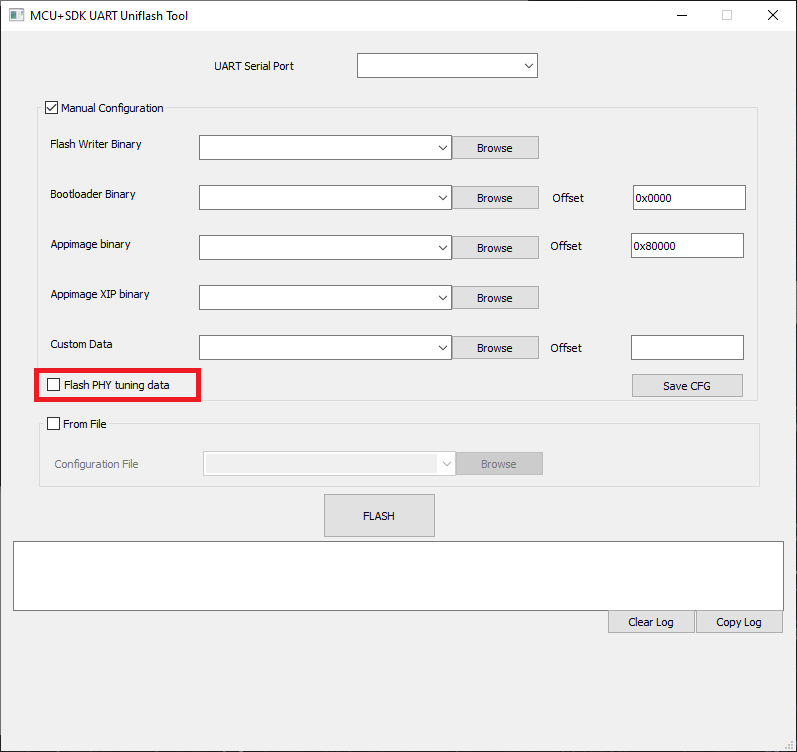 MCU+SDK UART Uniflash Tool
UART Serial Port
Manual Configuration
Flash Writer Binary Browse
Bootloader Binary Browse Offset 0x0000
Appimage binary Browse Offset 0x80000
Appimage XIP binary Browse
Custom Data Browse Offset
Flash PHY tuning data Save CFG
From File
Configuration File Browse
FLASH
Clear Log Copy Log